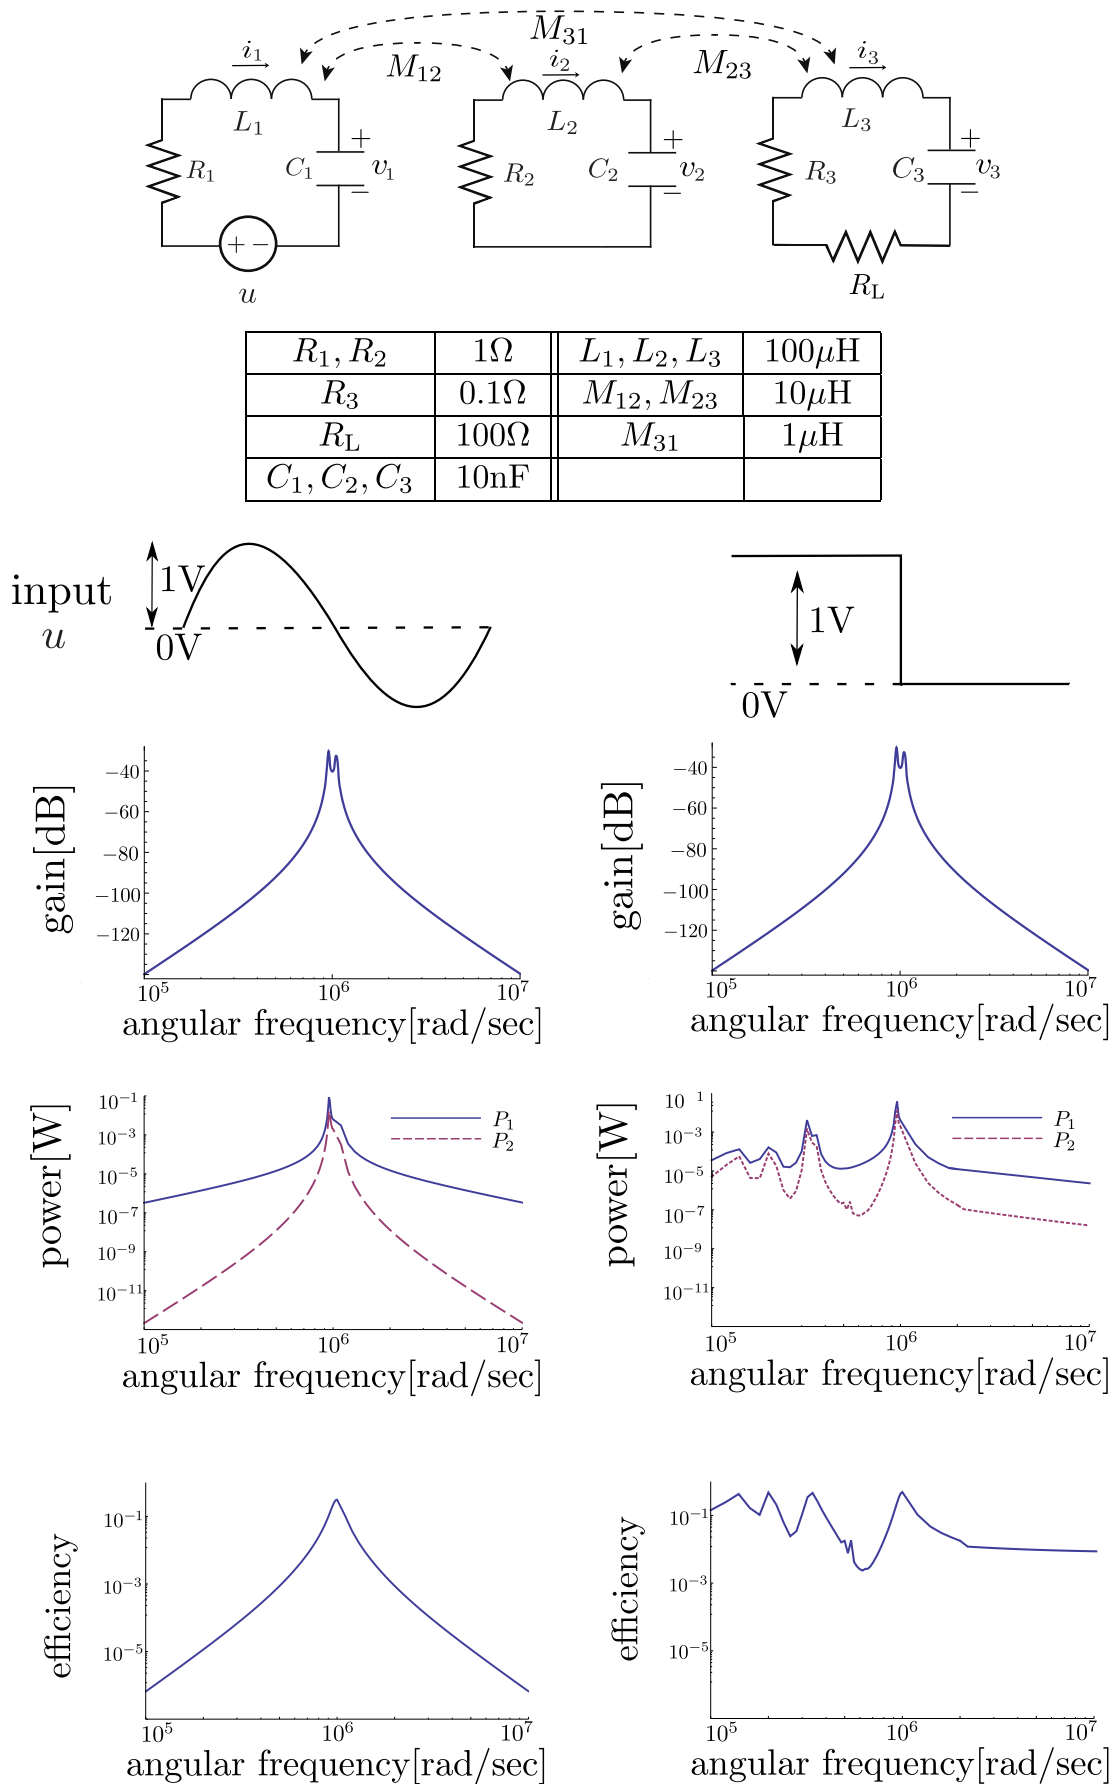 M31
i1 M12 i2 M23 i3
L1 L2 L3
R1 C1 + v1 − R2 C2 + v2 − R3 C3 + v3 −
+ −
u RL
R1, R2 1Ω L1, L2, L3 100μH
R3 0.1Ω M12, M23 10μH
RL 100Ω M31 1μH
C1, C2, C3 10nF
input
u
1V
0V
1V
0V
gain[dB]
−40
−60
−80
−100
−120
10^5 10^6 10^7
angular frequency[rad/sec]
gain[dB]
−40
−60
−80
−100
−120
10^5 10^6 10^7
angular frequency[rad/sec]
power[W]
10^−1
10^−3
10^−5
10^−7
10^−9
10^−11
P1
P2
10^5 10^6 10^7
angular frequency[rad/sec]
power[W]
10^ 1
10^−3
10^−5
10^−7
10^−9
10^−11
P1
P2
10^5 10^6 10^7
angular frequency[rad/sec]
efficiency
10^−1
10^−3
10^−5
10^5 10^6 10^7
angular frequency[rad/sec]
efficiency
10^−1
10^−3
10^−5
10^5 10^6 10^7
angular frequency[rad/sec]